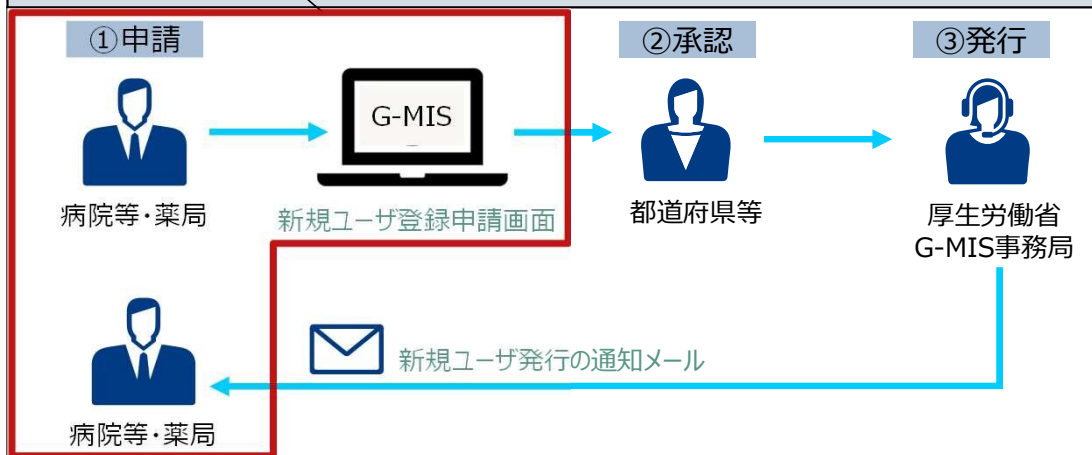 ①申請
②承認
③発行
G-MIS
病院等・薬局
新規ユーザ登録申請画面
都道府県等
厚生労働省
G-MIS事務局
新規ユーザ発行の通知メール
病院等・薬局